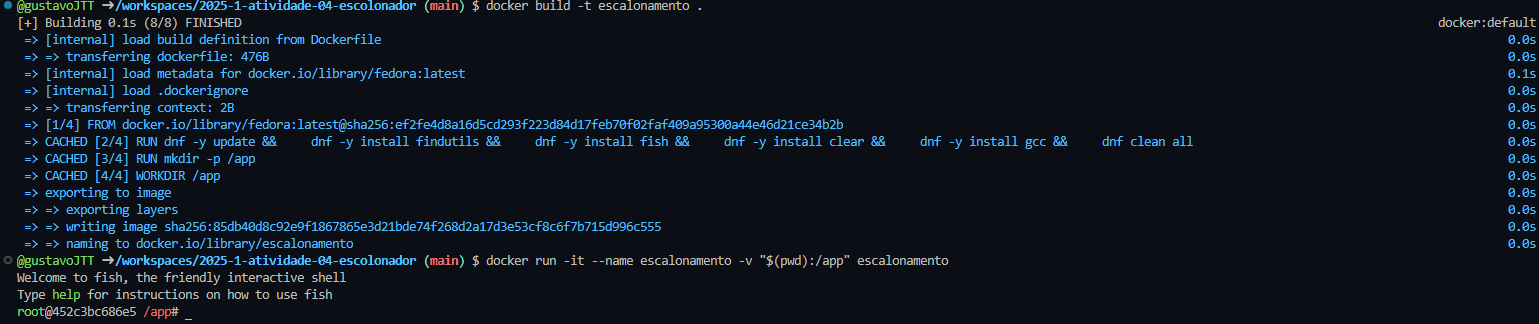 @gustavoJTT ➜/workspaces/2025-1-atividade-04-escolonador (main) $ docker build -t escalonamento .
[+] Building 0.1s (8/8) FINISHED docker:default
=> [internal] load build definition from Dockerfile 0.0s
=> => transferring dockerfile: 476B 0.0s
=> [internal] load metadata for docker.io/library/fedora:latest 0.1s
=> [internal] load .dockerignore 0.0s
=> => transferring context: 2B 0.0s
=> [1/4] FROM docker.io/library/fedora:latest@sha256:ef2fe4d8a16d5cd293f223d84d17feb70f02faf409a95300a44e46d21ce34b2b 0.0s
=> CACHED [2/4] RUN dnf -y update &&     dnf -y install findutils &&     dnf -y install fish &&     dnf -y install clear &&     dnf -y install gcc &&     dnf clean all 0.0s
=> CACHED [3/4] RUN mkdir -p /app 0.0s
=> CACHED [4/4] WORKDIR /app 0.0s
=> exporting to image 0.0s
=> => exporting layers 0.0s
=> => writing image sha256:85db40d8c92e9f1867865e3d21bde74f268d2a17d3e53cf8c6f7b715d996c555 0.0s
=> => naming to docker.io/library/escalonamento 0.0s
@gustavoJTT ➜/workspaces/2025-1-atividade-04-escolonador (main) $ docker run -it --name escalonamento -v "$(pwd):/app" escalonamento
Welcome to fish, the friendly interactive shell
Type help for instructions on how to use fish
root@452c3bc686e5 /app# _